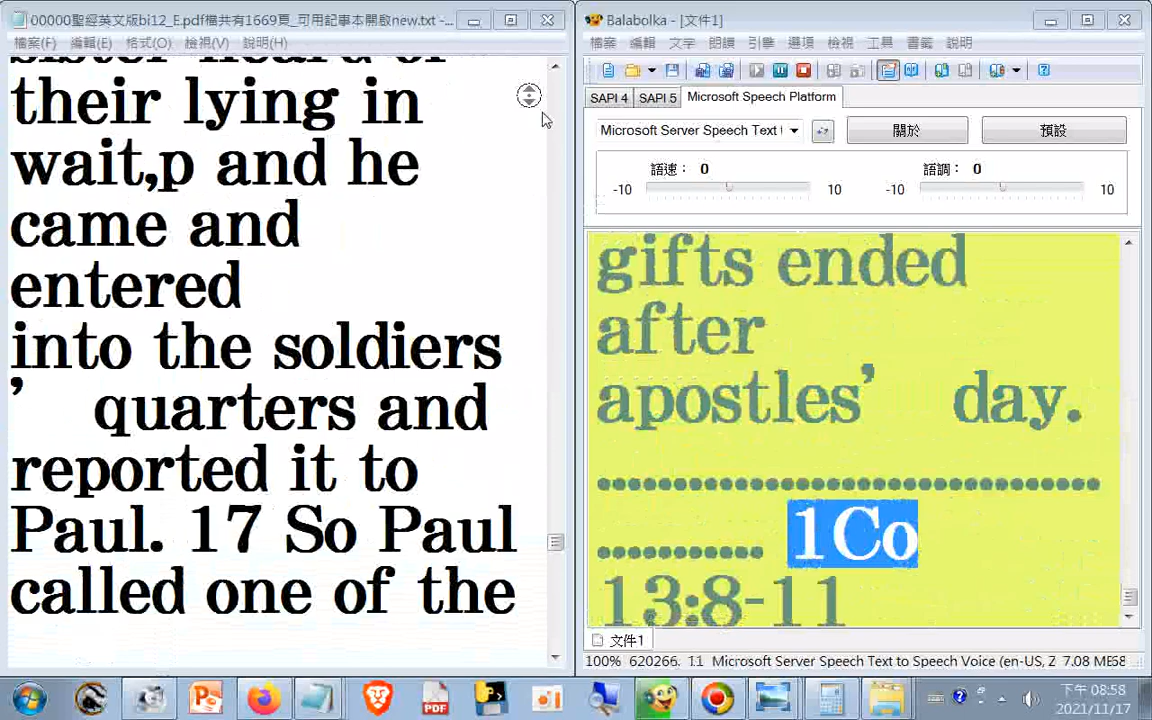 00000聖經英文版bi12_E.pdf檔共有1669頁_可用記事本開啟new.txt -...
檔案(F) 編輯(E) 格式(O) 檢視(V) 說明(H)
their lying in
wait,p and he
came and
entered
into the soldiers
’ quarters and
reported it to
Paul. 17 So Paul
called one of the
Balabolka - [文件1]
檔案 編輯 文字 朗讀 引擎 選項 檢視 工具 書籤 說明
SAPI 4 SAPI 5 Microsoft Speech Platform
Microsoft Server Speech Text 關於 預設
語速： 0 語調： 0
-10 10 -10 10
gifts ended
after
apostles’ day.
.......................................
............. 1Co
13:8-11
文件1
100% 620266. 11 Microsoft Server Speech Text to Speech Voice (en-US, Z 7.08 ME58
下午 08:58
2021/11/17